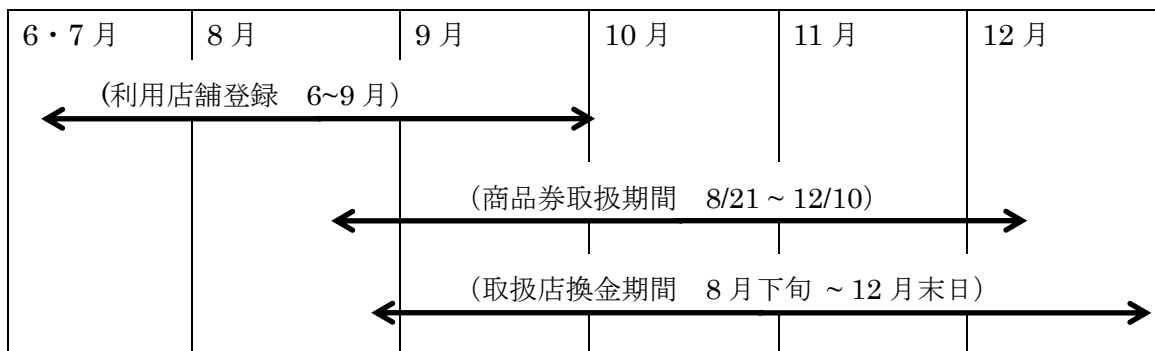 6・7月 8月 9月 10月 11月 12月
(利用店舗登録 6~9月)
(商品券取扱期間 8/21 ~ 12/10)
(取扱店換金期間 8月下旬 ~ 12月末日)